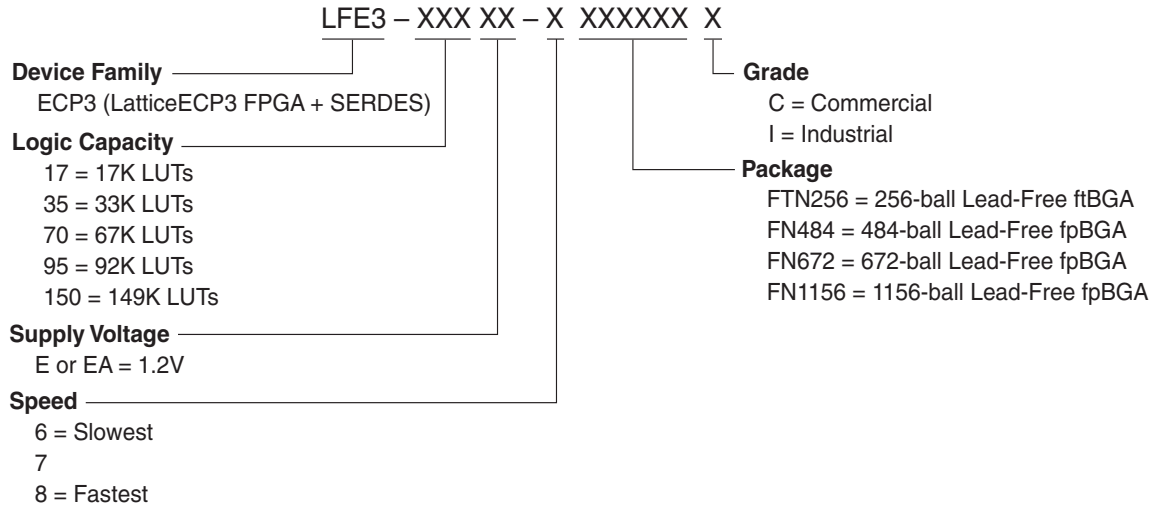 LFE3 – XXX XX – X XXXXXX X
Device Family
ECP3 (LatticeECP3 FPGA + SERDES)
Logic Capacity
17 = 17K LUTs
35 = 33K LUTs
70 = 67K LUTs
95 = 92K LUTs
150 = 149K LUTs
Supply Voltage
E or EA = 1.2V
Speed
6 = Slowest
7
8 = Fastest
Grade
C = Commercial
I = Industrial
Package
FTN256 = 256-ball Lead-Free ftBGA
FN484 = 484-ball Lead-Free fpBGA
FN672 = 672-ball Lead-Free fpBGA
FN1156 = 1156-ball Lead-Free fpBGA